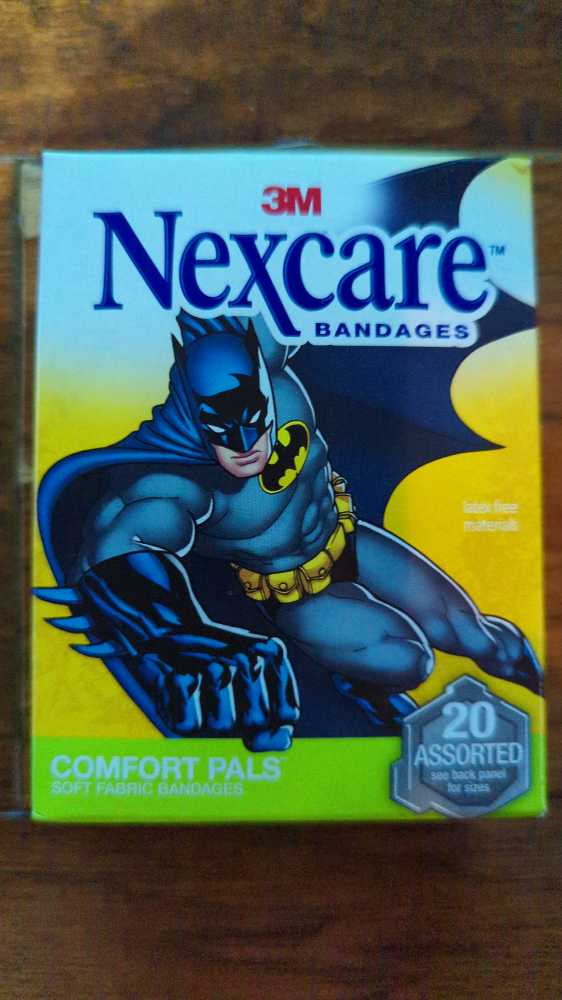 3M
Nexcare™
BANDAGES
latex free
materials
20
ASSORTED
see back panel
for sizes
COMFORT PALS™
SOFT FABRIC BANDAGES